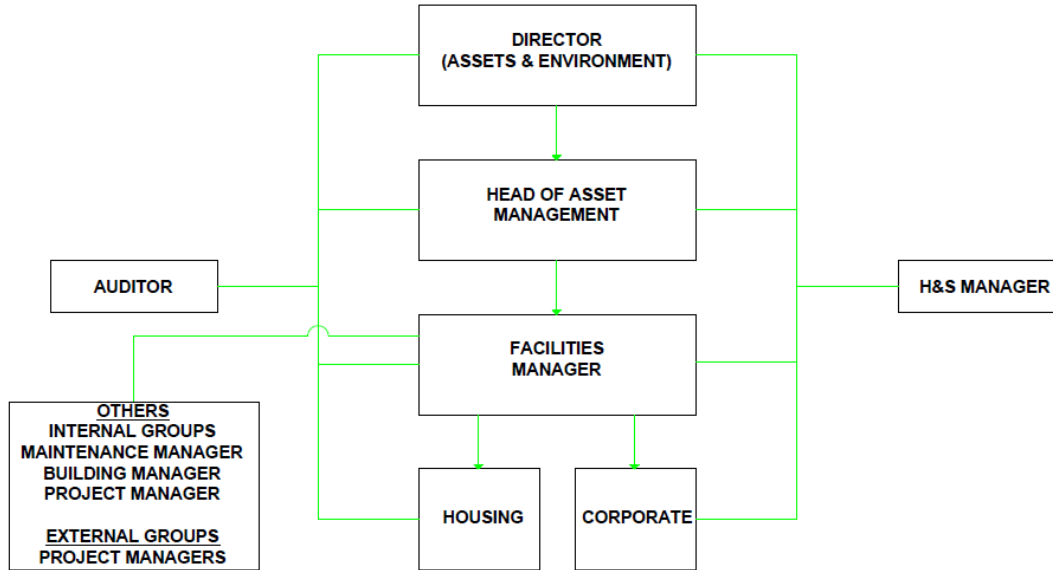 DIRECTOR
(ASSETS & ENVIRONMENT)
HEAD OF ASSET
MANAGEMENT
AUDITOR
H&S MANAGER
FACILITIES
MANAGER
OTHERS
INTERNAL GROUPS
MAINTENANCE MANAGER
BUILDING MANAGER
PROJECT MANAGER
EXTERNAL GROUPS
PROJECT MANAGERS
HOUSING
CORPORATE